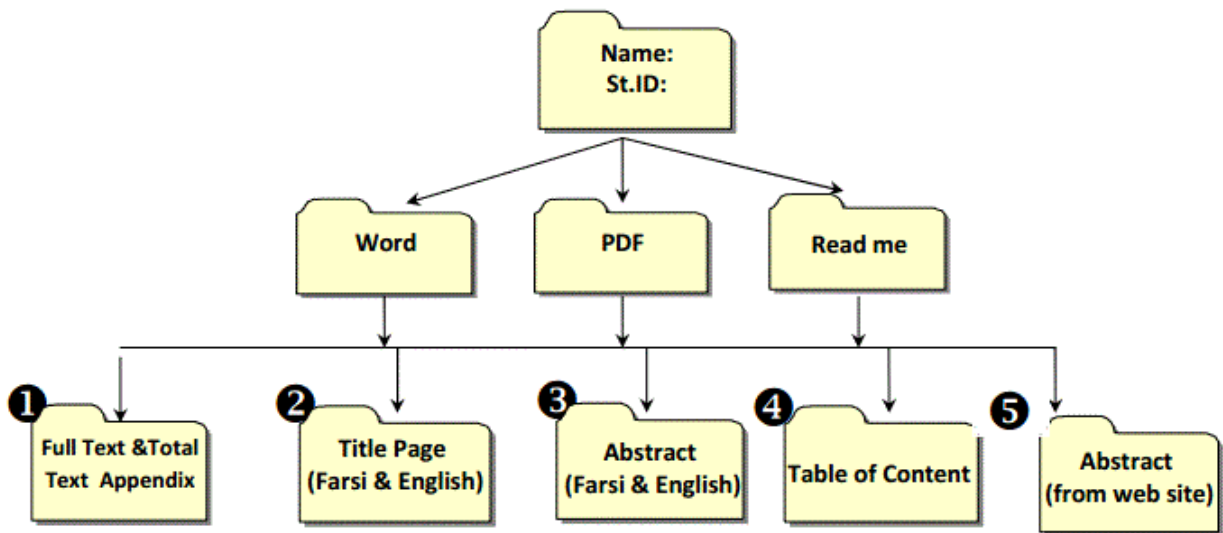 Name:
St.ID:
Word
PDF
Read me
1
Full Text &Total
Text Appendix
2
Title Page
(Farsi & English)
3
Abstract
(Farsi & English)
4
Table of Content
5
Abstract
(from web site)